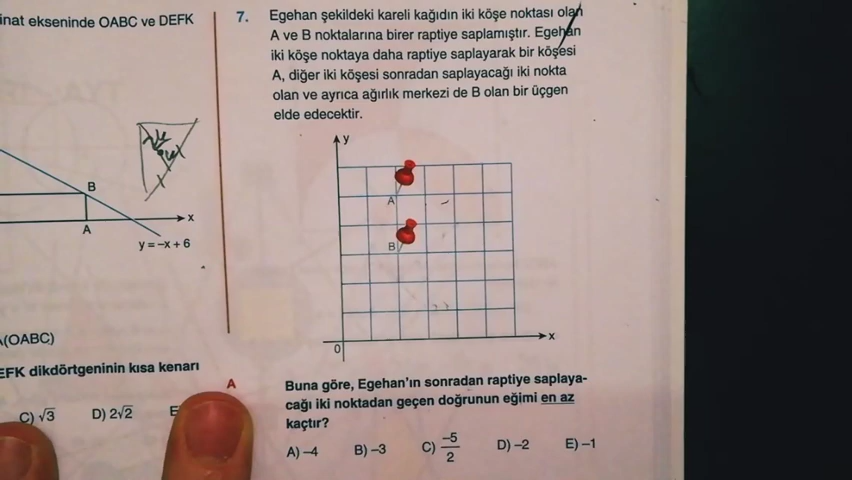 inat ekseninde OABC ve DEFK
B
A
x
y = –x + 6
(OABC)
EFK dikdörtgeninin kısa kenarı
C) √3 D) 2√2 E
A
7. Egehan şekildeki kareli kağıdın iki köşe noktası olan
A ve B noktalarına birer raptiye saplamıştır. Egehan
iki köşe noktaya daha raptiye saplayarak bir köşesi
A, diğer iki köşesi sonradan saplayacağı iki nokta
olan ve ayrıca ağırlık merkezi de B olan bir üçgen
elde edecektir.
y
A
B
0
x
Buna göre, Egehan'ın sonradan raptiye saplaya-
cağı iki noktadan geçen doğrunun eğimi en az
kaçtır?
A) –4 B) –3 C) –5/2 D) –2 E) –1